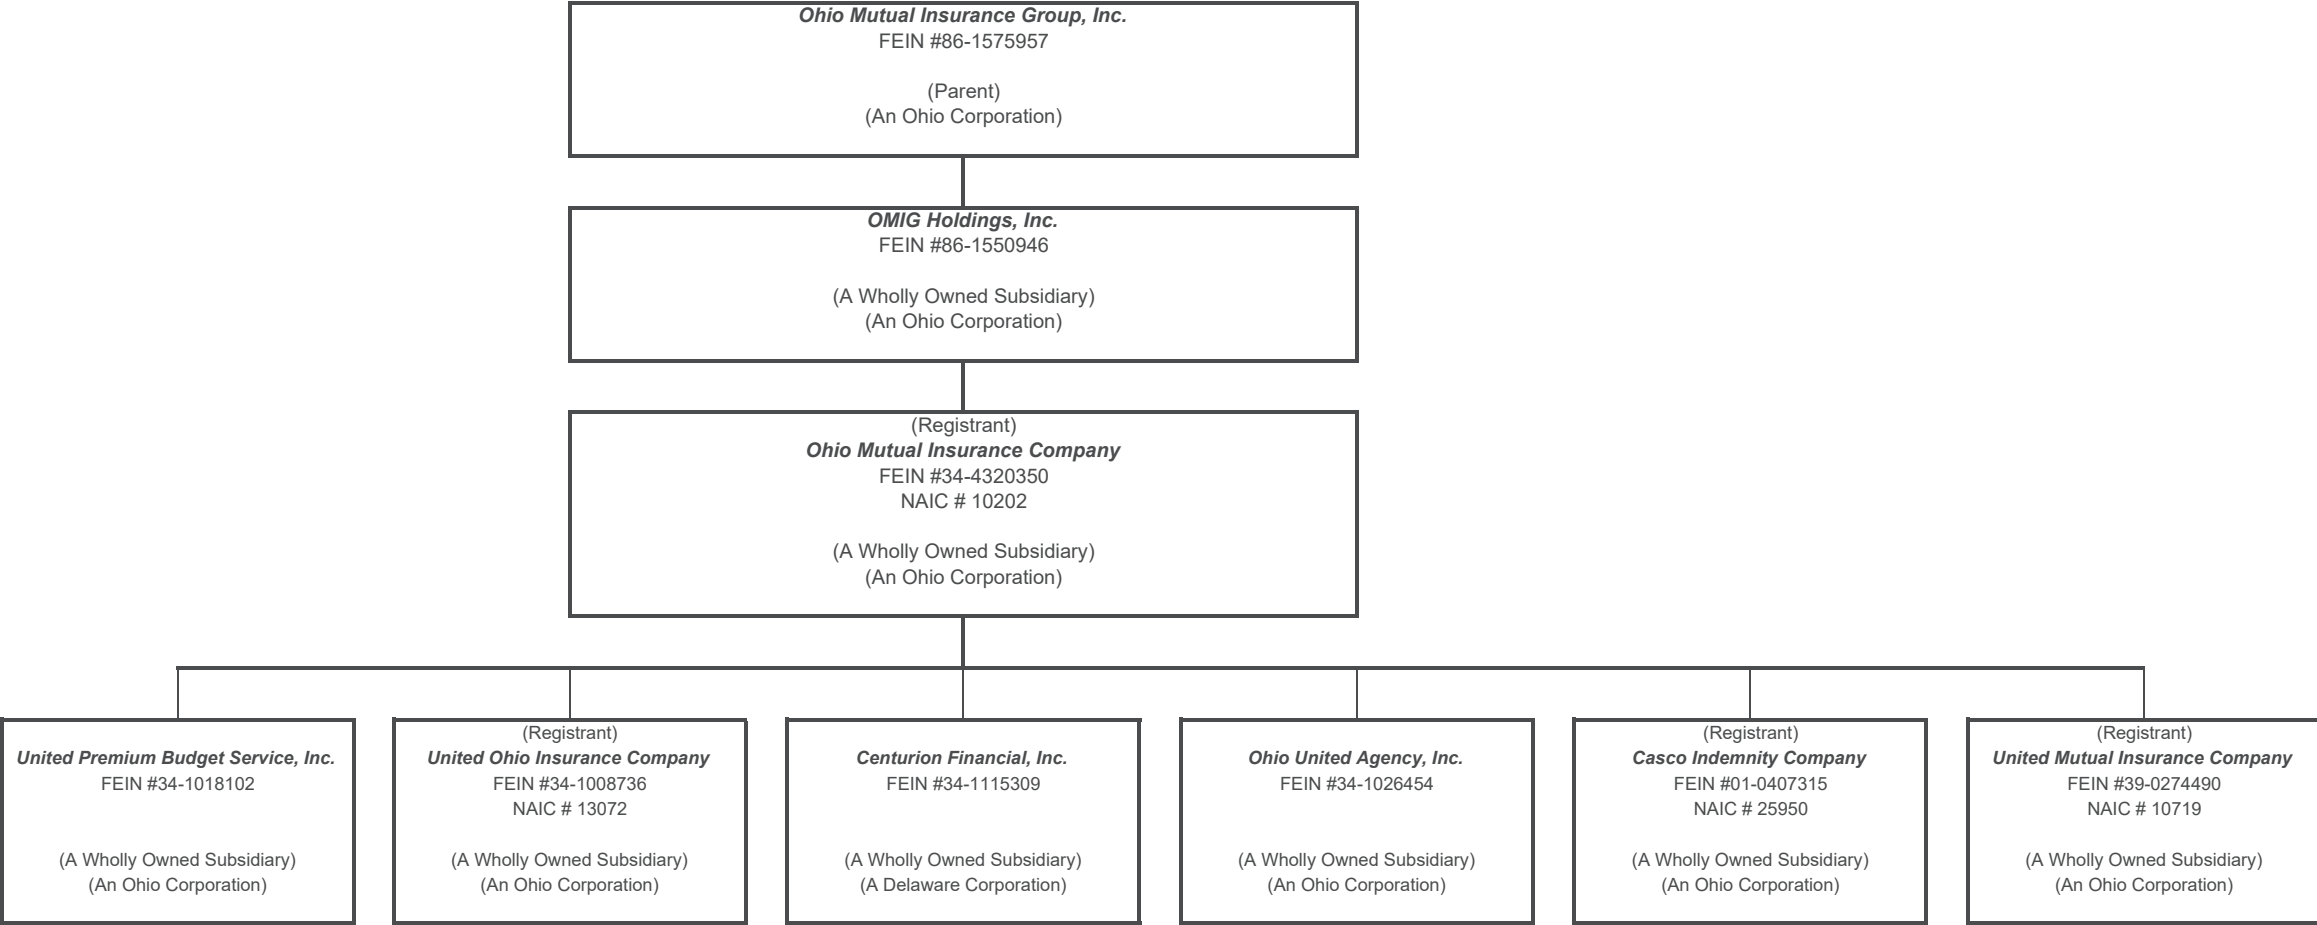 Ohio Mutual Insurance Group, Inc.
FEIN #86-1575957
(Parent)
(An Ohio Corporation)
OMIG Holdings, Inc.
FEIN #86-1550946
(A Wholly Owned Subsidiary)
(An Ohio Corporation)
(Registrant)
Ohio Mutual Insurance Company
FEIN #34-4320350
NAIC # 10202
(A Wholly Owned Subsidiary)
(An Ohio Corporation)
United Premium Budget Service, Inc.
FEIN #34-1018102
(A Wholly Owned Subsidiary)
(An Ohio Corporation)
(Registrant)
United Ohio Insurance Company
FEIN #34-1008736
NAIC # 13072
(A Wholly Owned Subsidiary)
(An Ohio Corporation)
Centurion Financial, Inc.
FEIN #34-1115309
(A Wholly Owned Subsidiary)
(A Delaware Corporation)
Ohio United Agency, Inc.
FEIN #34-1026454
(A Wholly Owned Subsidiary)
(An Ohio Corporation)
(Registrant)
Casco Indemnity Company
FEIN #01-0407315
NAIC # 25950
(A Wholly Owned Subsidiary)
(An Ohio Corporation)
(Registrant)
United Mutual Insurance Company
FEIN #39-0274490
NAIC # 10719
(A Wholly Owned Subsidiary)
(An Ohio Corporation)